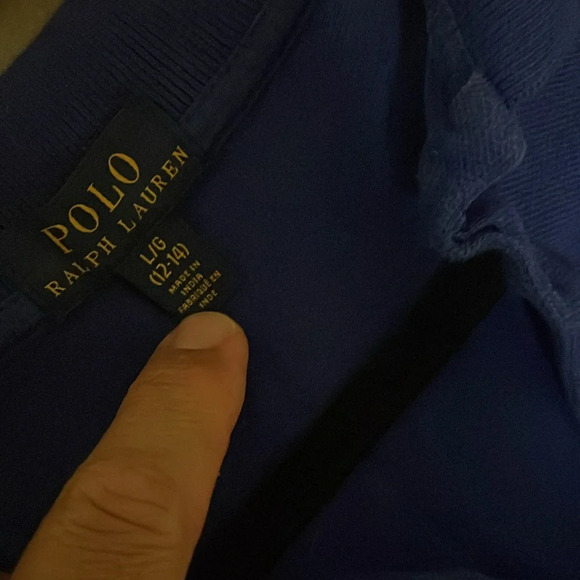 POLO
RALPH LAUREN
L/G
(12-14)
MADE IN
INDIA
FABRIQUÉ EN
INDE